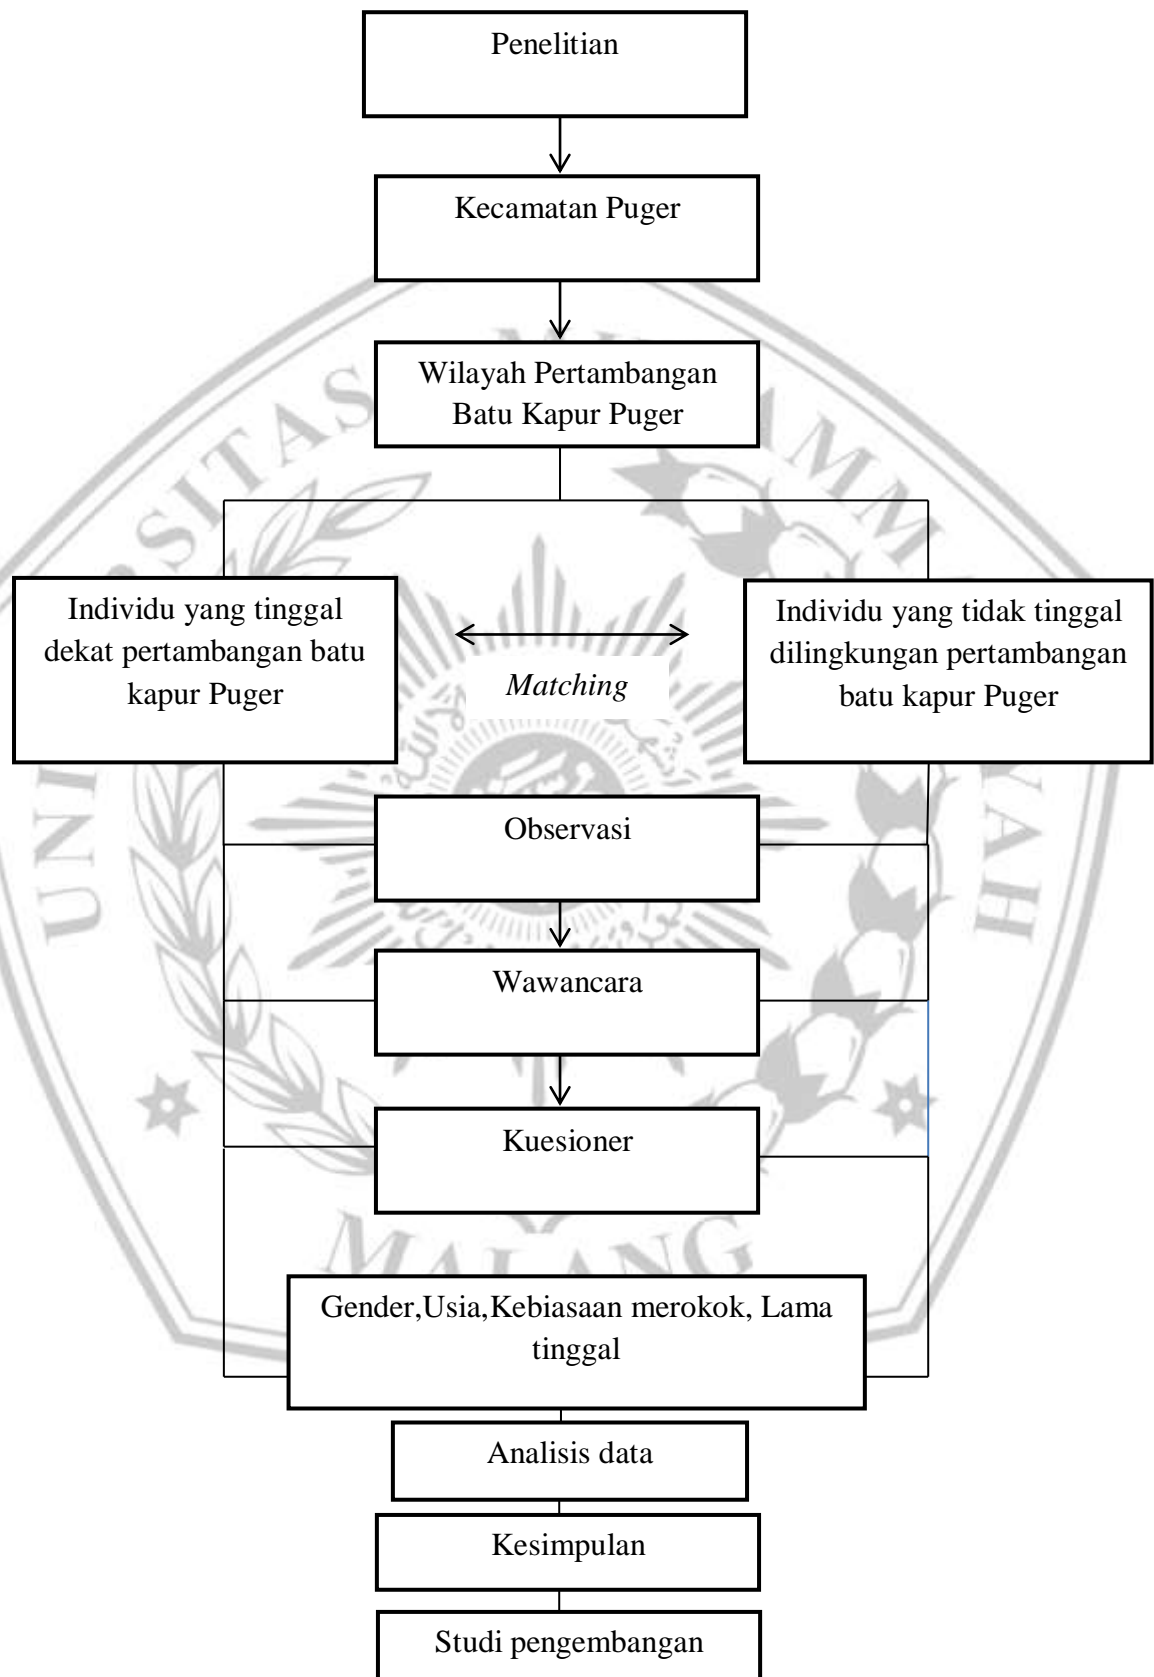 Penelitian
Kecamatan Puger
Wilayah Pertambangan
Batu Kapur Puger
Individu yang tinggal
dekat pertambangan batu
kapur Puger
Matching
Individu yang tidak tinggal
dilingkungan pertambangan
batu kapur Puger
Observasi
Wawancara
Kuesioner
Gender,Usia,Kebiasaan merokok, Lama
tinggal
Analisis data
Kesimpulan
Studi pengembangan
MALANG